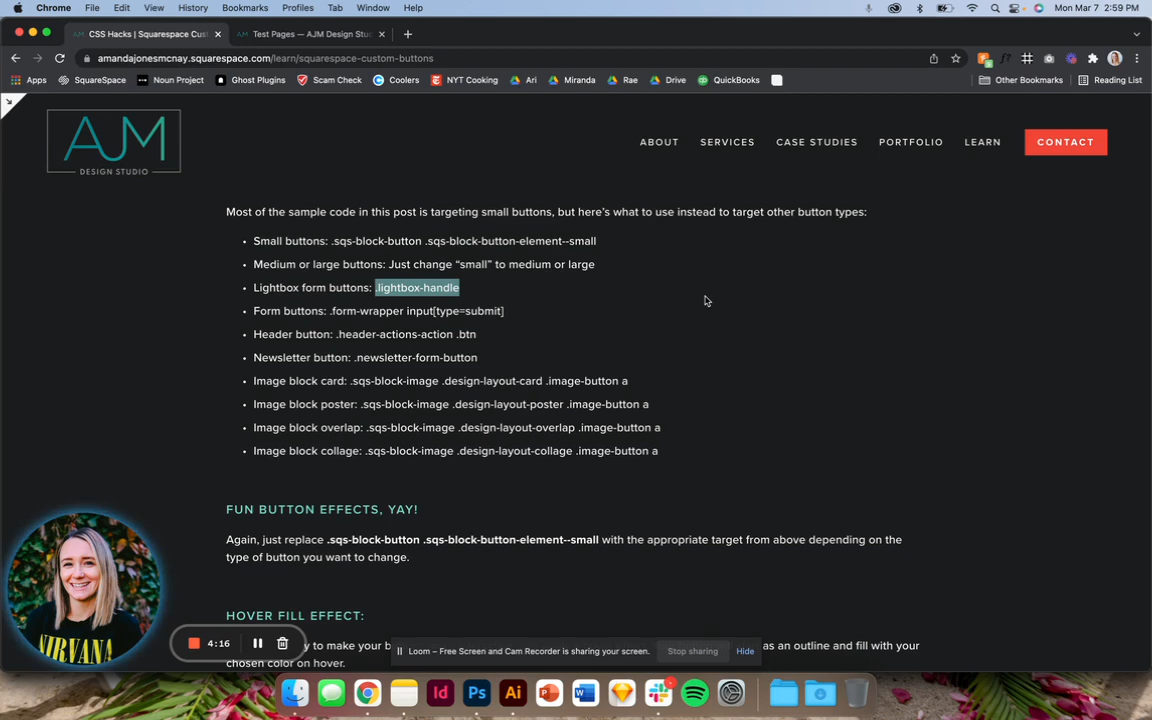 Chrome File Edit View History Bookmarks Profiles Tab Window Help Mon Mar 7 2:59 PM
CSS Hacks | Squarespace Cust Test Pages — AJM Design Stu
amandajonesmcnay.squarespace.com/learn/squarespace-custom-buttons
Apps SquareSpace Noun Project Ghost Plugins Scam Check Coolers NYT Cooking Ari Miranda Rae Drive QuickBooks Other Bookmarks Reading List
AJM
DESIGN STUDIO
ABOUT SERVICES CASE STUDIES PORTFOLIO LEARN CONTACT
Most of the sample code in this post is targeting small buttons, but here's what to use instead to target other button types:
• Small buttons: .sqs-block-button .sqs-block-button-element--small
• Medium or large buttons: Just change “small” to medium or large
• Lightbox form buttons: .lightbox-handle
• Form buttons: .form-wrapper input[type=submit]
• Header button: .header-actions-action .btn
• Newsletter button: .newsletter-form-button
• Image block card: .sqs-block-image .design-layout-card .image-button a
• Image block poster: .sqs-block-image .design-layout-poster .image-button a
• Image block overlap: .sqs-block-image .design-layout-overlap .image-button a
• Image block collage: .sqs-block-image .design-layout-collage .image-button a
FUN BUTTON EFFECTS, YAY!
Again, just replace .sqs-block-button .sqs-block-button-element--small with the appropriate target from above depending on the
type of button you want to change.
HOVER FILL EFFECT:
y to make your b as an outline and fill with your
chosen color on hover.
NIRVANA
4:16
Loom – Free Screen and Cam Recorder is sharing your screen. Stop sharing Hide
Id Ps Ai P W